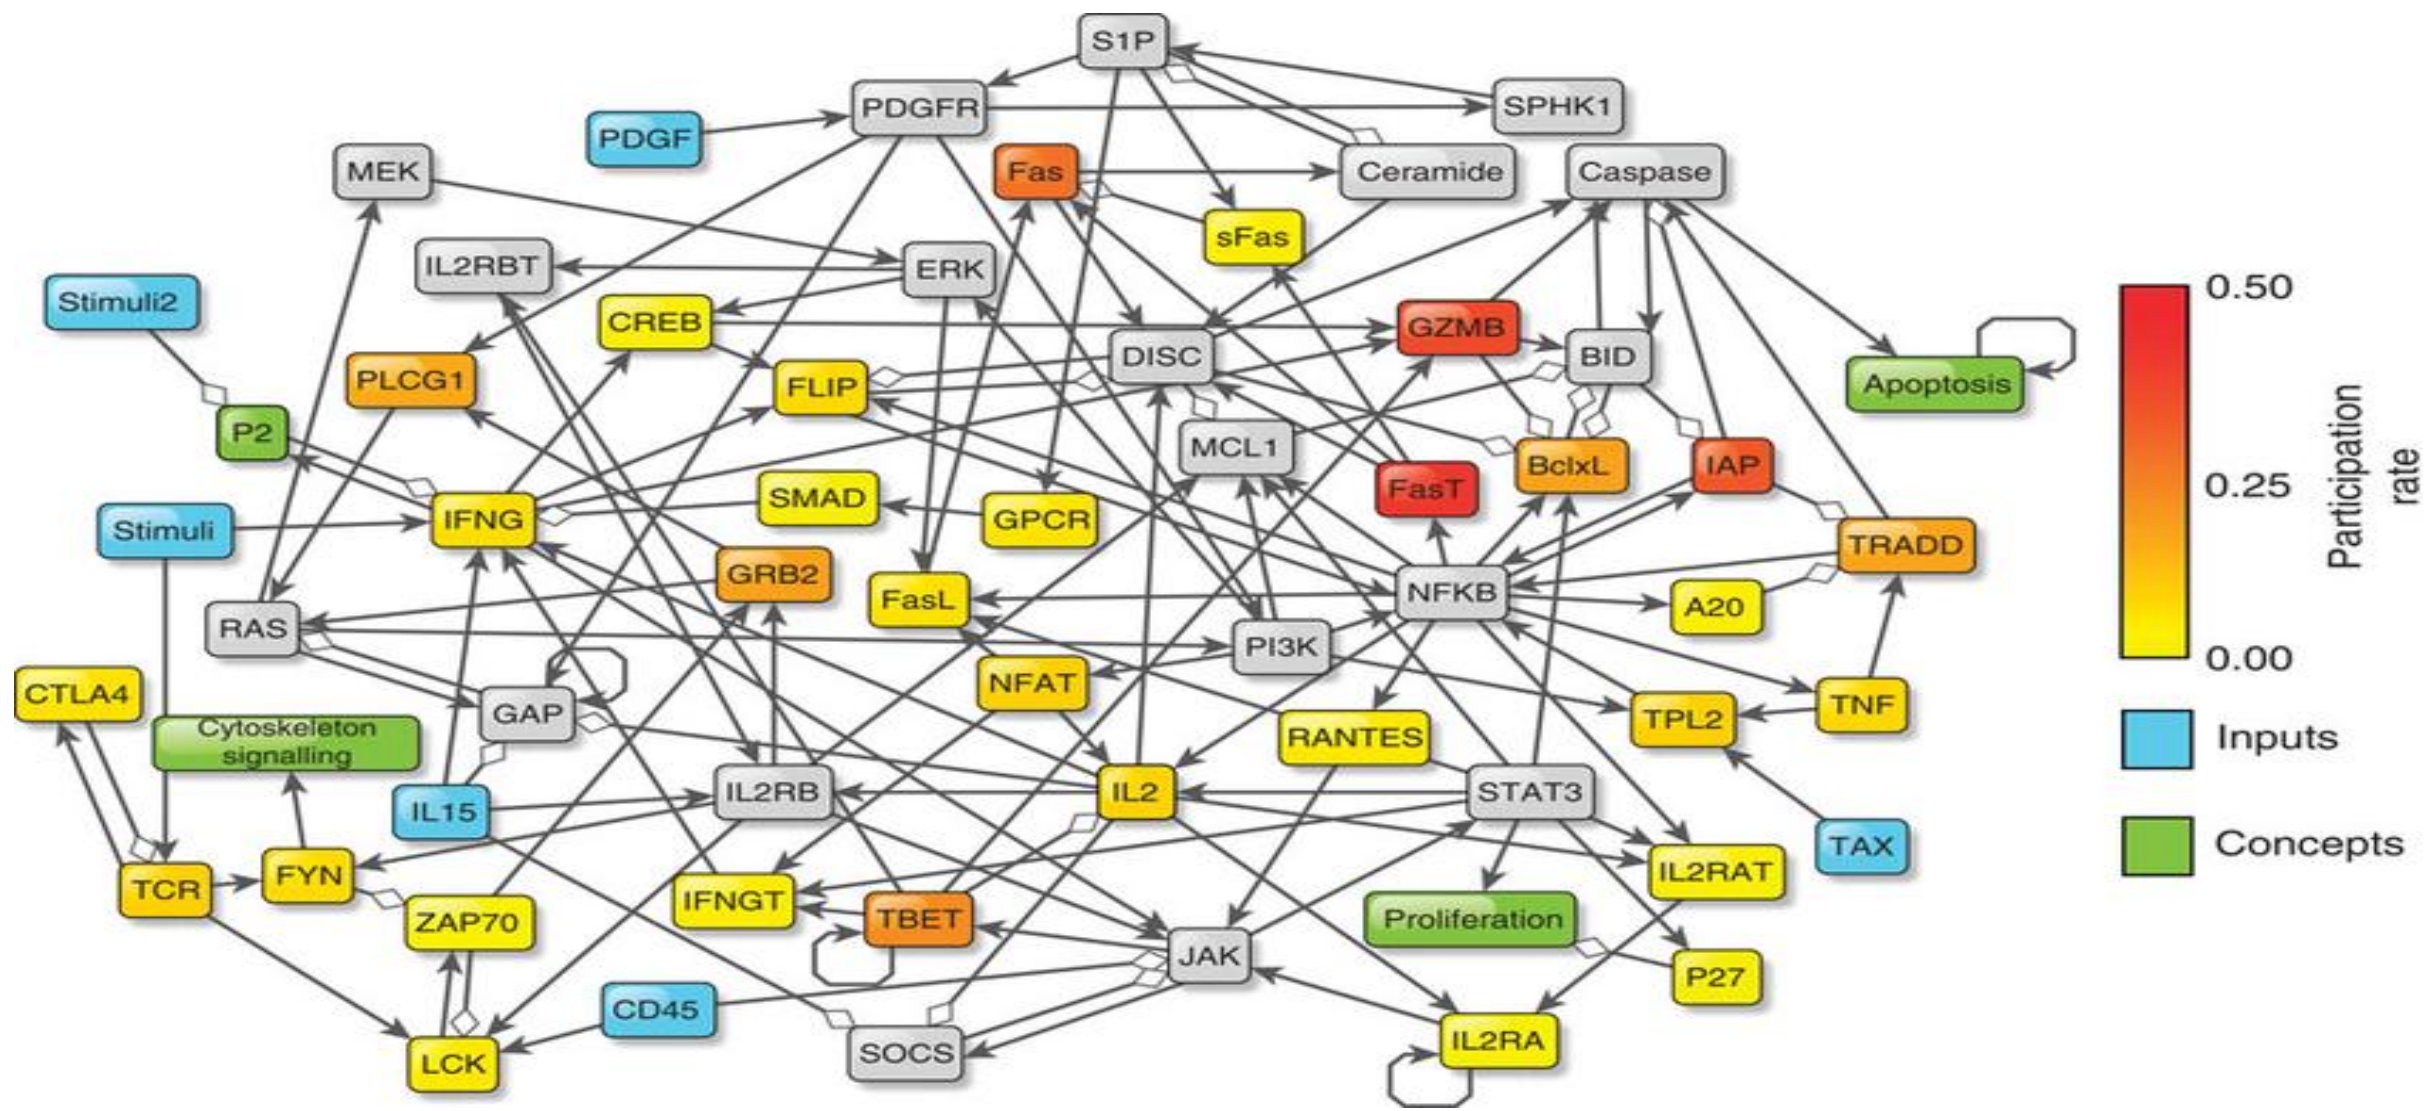 S1P
PDGFR
SPHK1
PDGF
MEK
Fas
Ceramide
Caspase
sFas
IL2RBT
ERK
Stimuli2
CREB
GZMB
DISC
BID
PLCG1
FLIP
Apoptosis
P2
MCL1
BclxL
IAP
FasT
SMAD
GPCR
IFNG
Stimuli
TRADD
GRB2
FasL
NFKB
A20
RAS
PI3K
CTLA4
NFAT
GAP
TNF
TPL2
Cytoskeleton
signalling
RANTES
IL15
IL2RB
IL2
STAT3
TAX
TCR
FYN
IL2RAT
IFNGT
TBET
Proliferation
ZAP70
JAK
P27
CD45
SOCS
IL2RA
LCK
0.50
0.25
0.00
Participation
rate
Inputs
Concepts